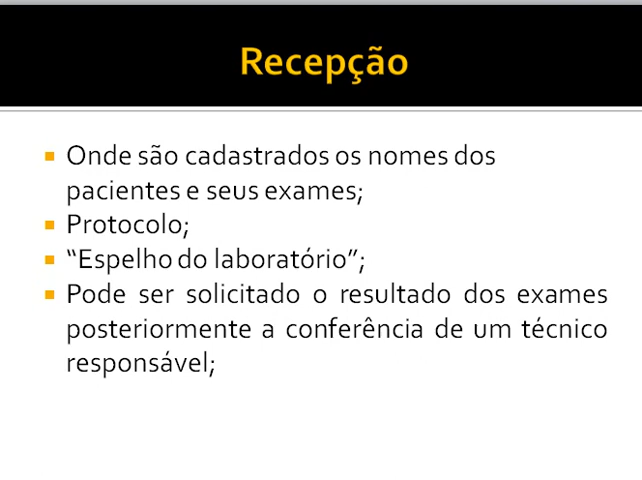 Recepção
Onde são cadastrados os nomes dos
pacientes e seus exames;
Protocolo;
“Espelho do laboratório”;
Pode ser solicitado o resultado dos exames
posteriormente a conferência de um técnico
responsável;